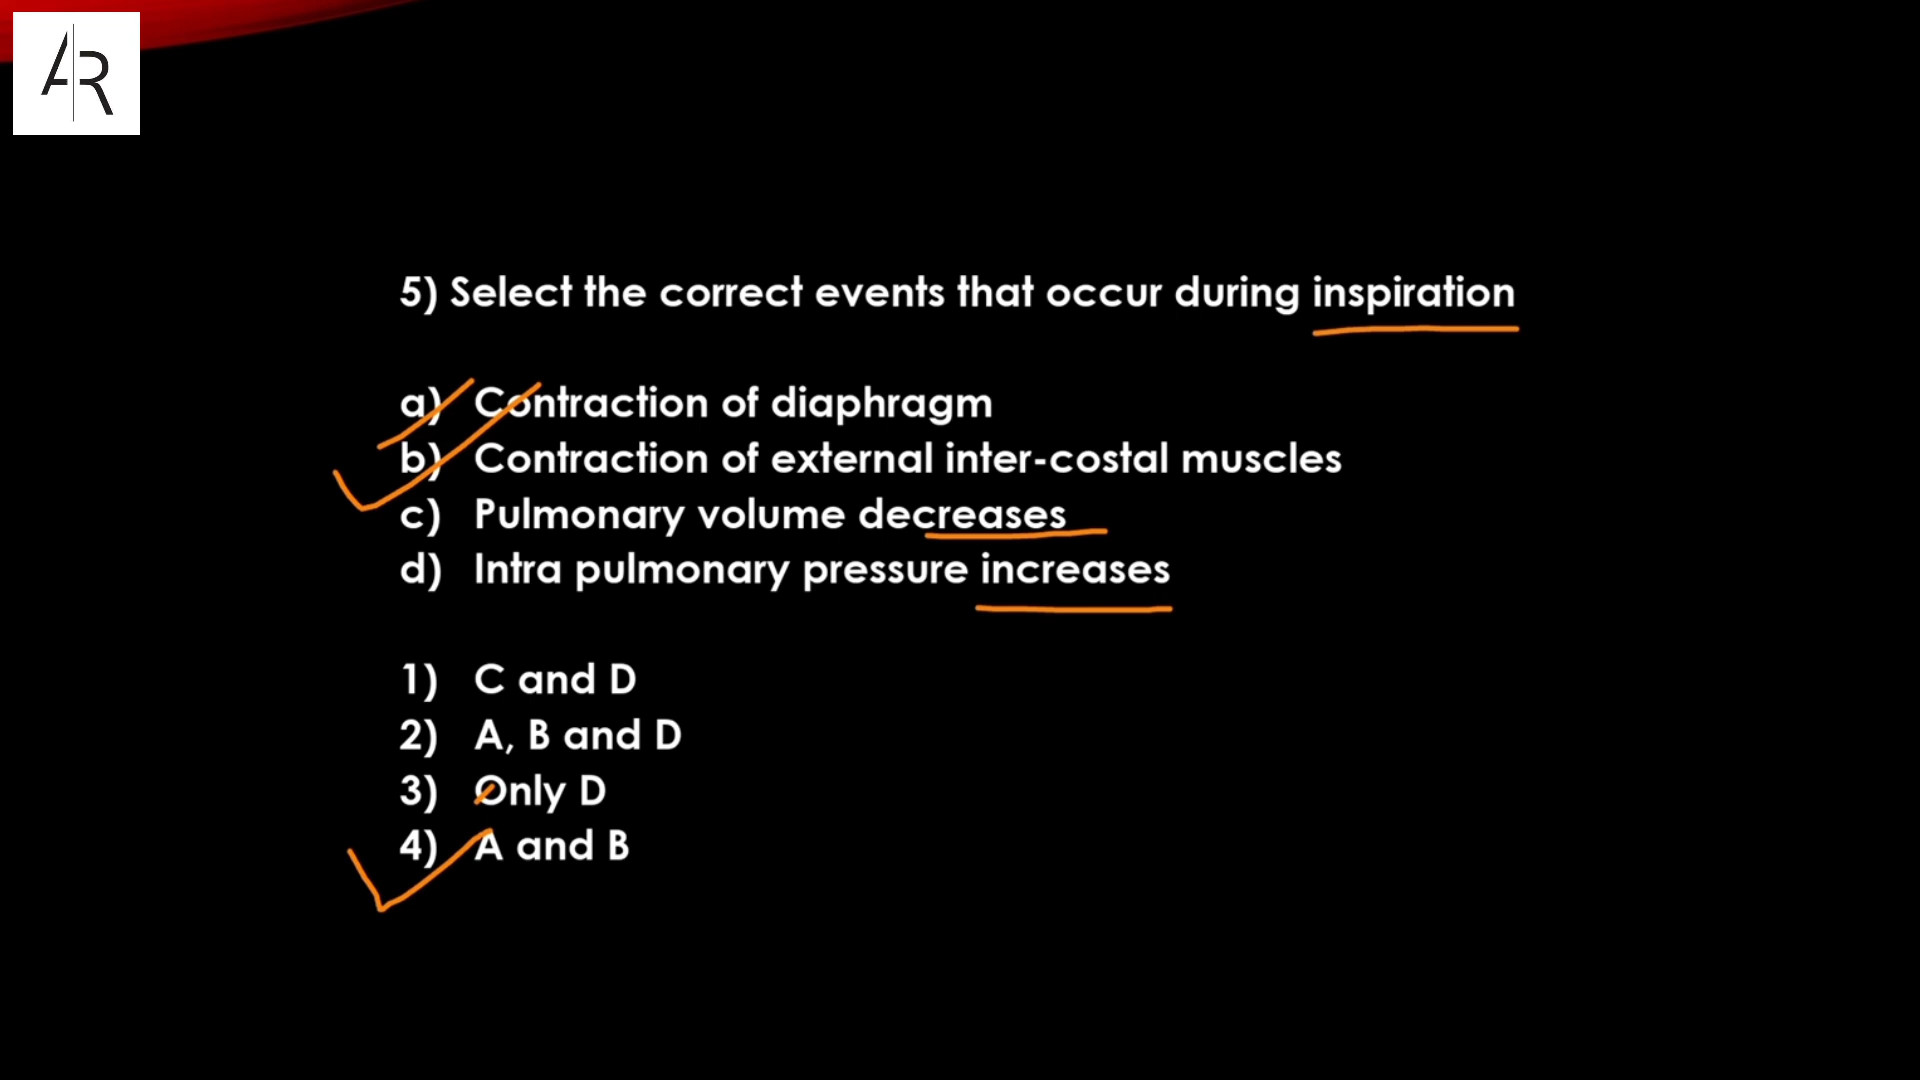 AR
5) Select the correct events that occur during inspiration
a) Contraction of diaphragm
b) Contraction of external inter-costal muscles
c) Pulmonary volume decreases
d) Intra pulmonary pressure increases
1) C and D
2) A, B and D
3) Only D
4) A and B